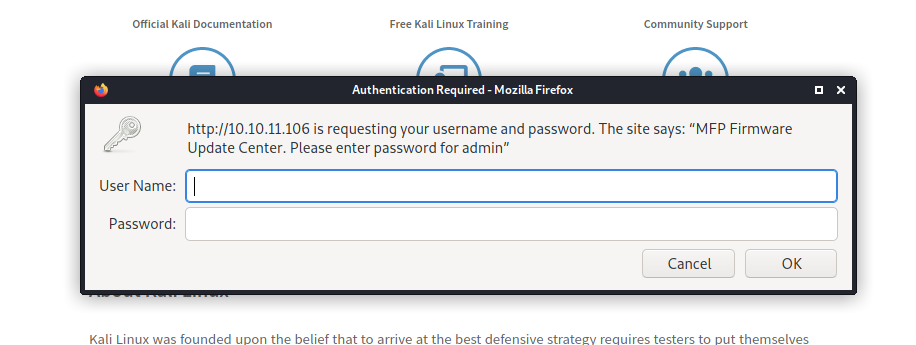 Official Kali Documentation Free Kali Linux Training Community Support
Authentication Required - Mozilla Firefox
http://10.10.11.106 is requesting your username and password. The site says: “MFP Firmware
Update Center. Please enter password for admin”
User Name:
Password:
Cancel OK
About Kali Linux
Kali Linux was founded upon the belief that to arrive at the best defensive strategy requires testers to put themselves